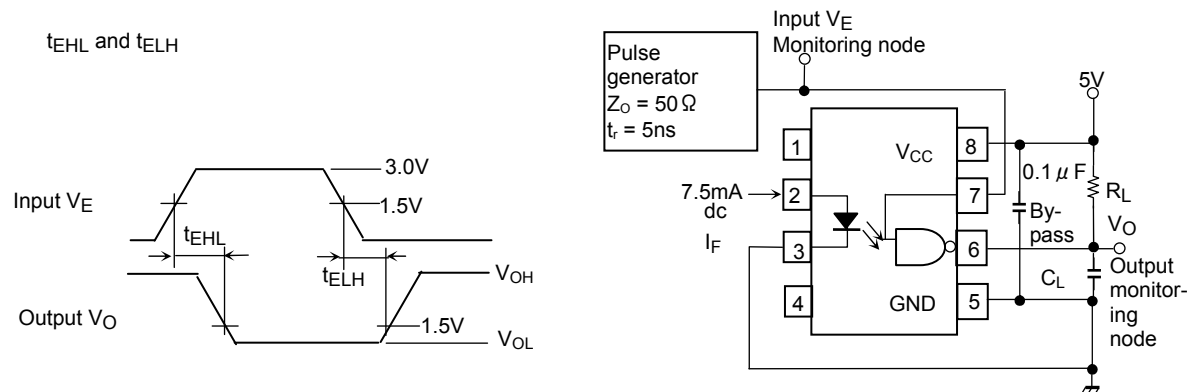 tEHL and tELH
Input VE
3.0V
1.5V
tEHL
tELH
Output VO
VOH
1.5V
VOL
Input VE
Monitoring node
Pulse
generator
ZO = 50 Ω
tr = 5ns
5V
1
2
3
4
8
7
6
5
VCC
GND
7.5mA
dc
IF
0.1 μ F
By-
pass
RL
VO
CL
Output
monitor-
ing
node